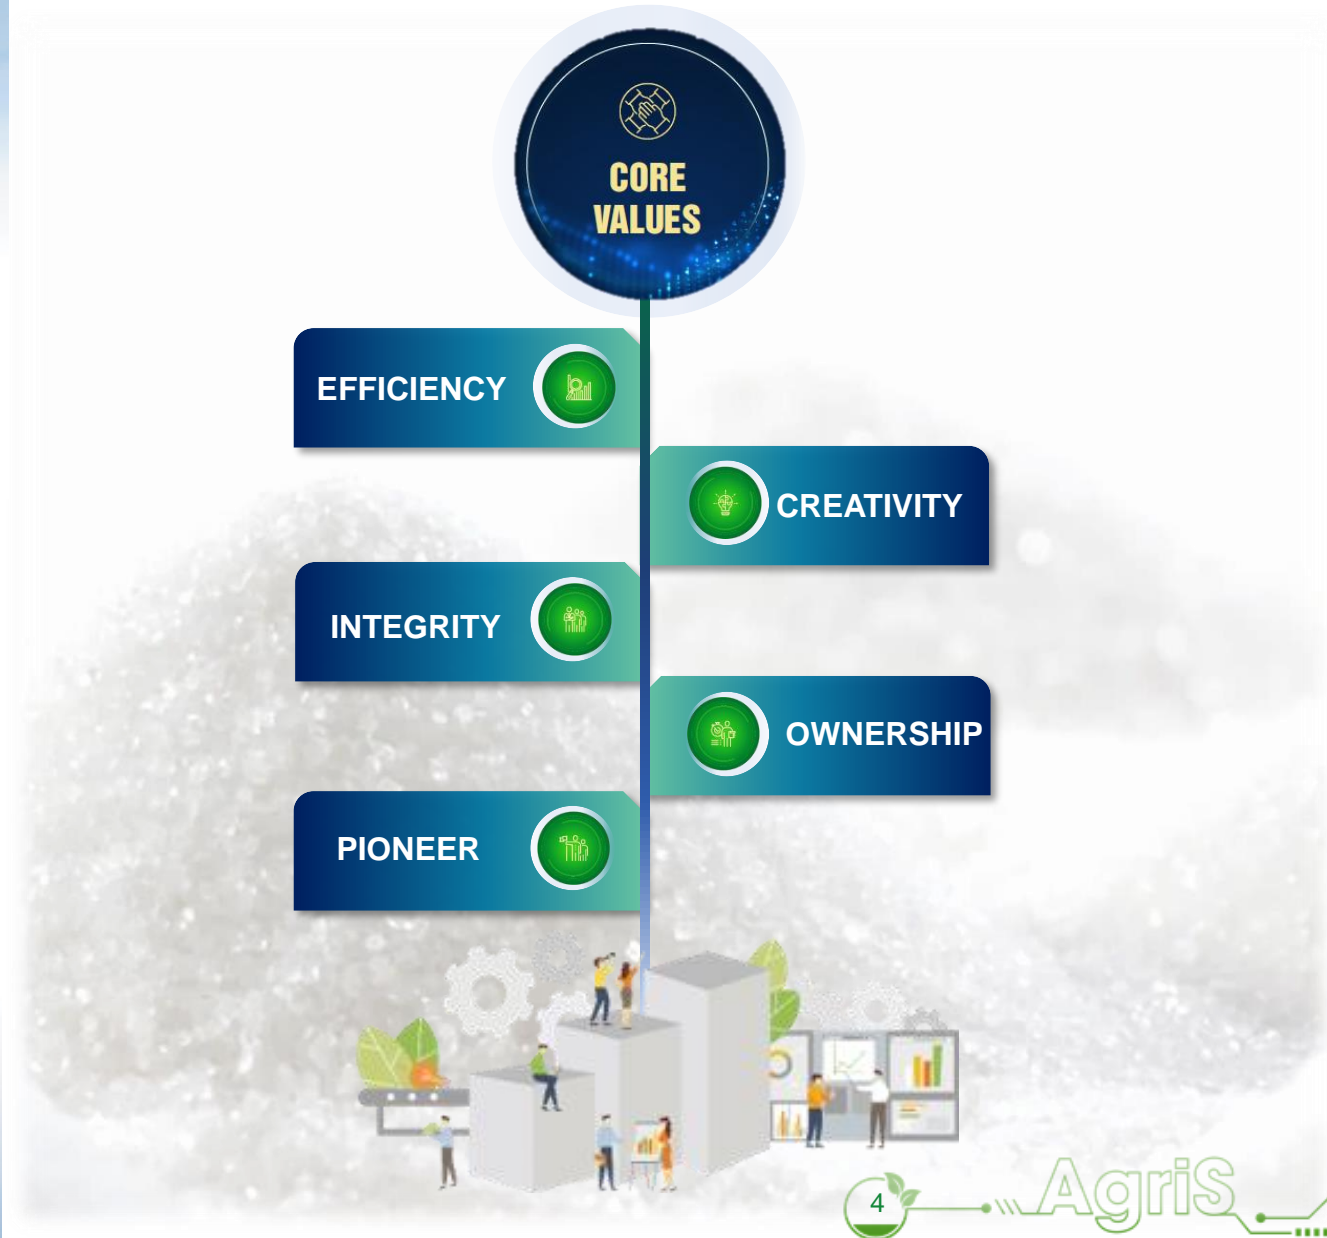 CORE
VALUES
EFFICIENCY
CREATIVITY
INTEGRITY
OWNERSHIP
PIONEER
4
AgriS